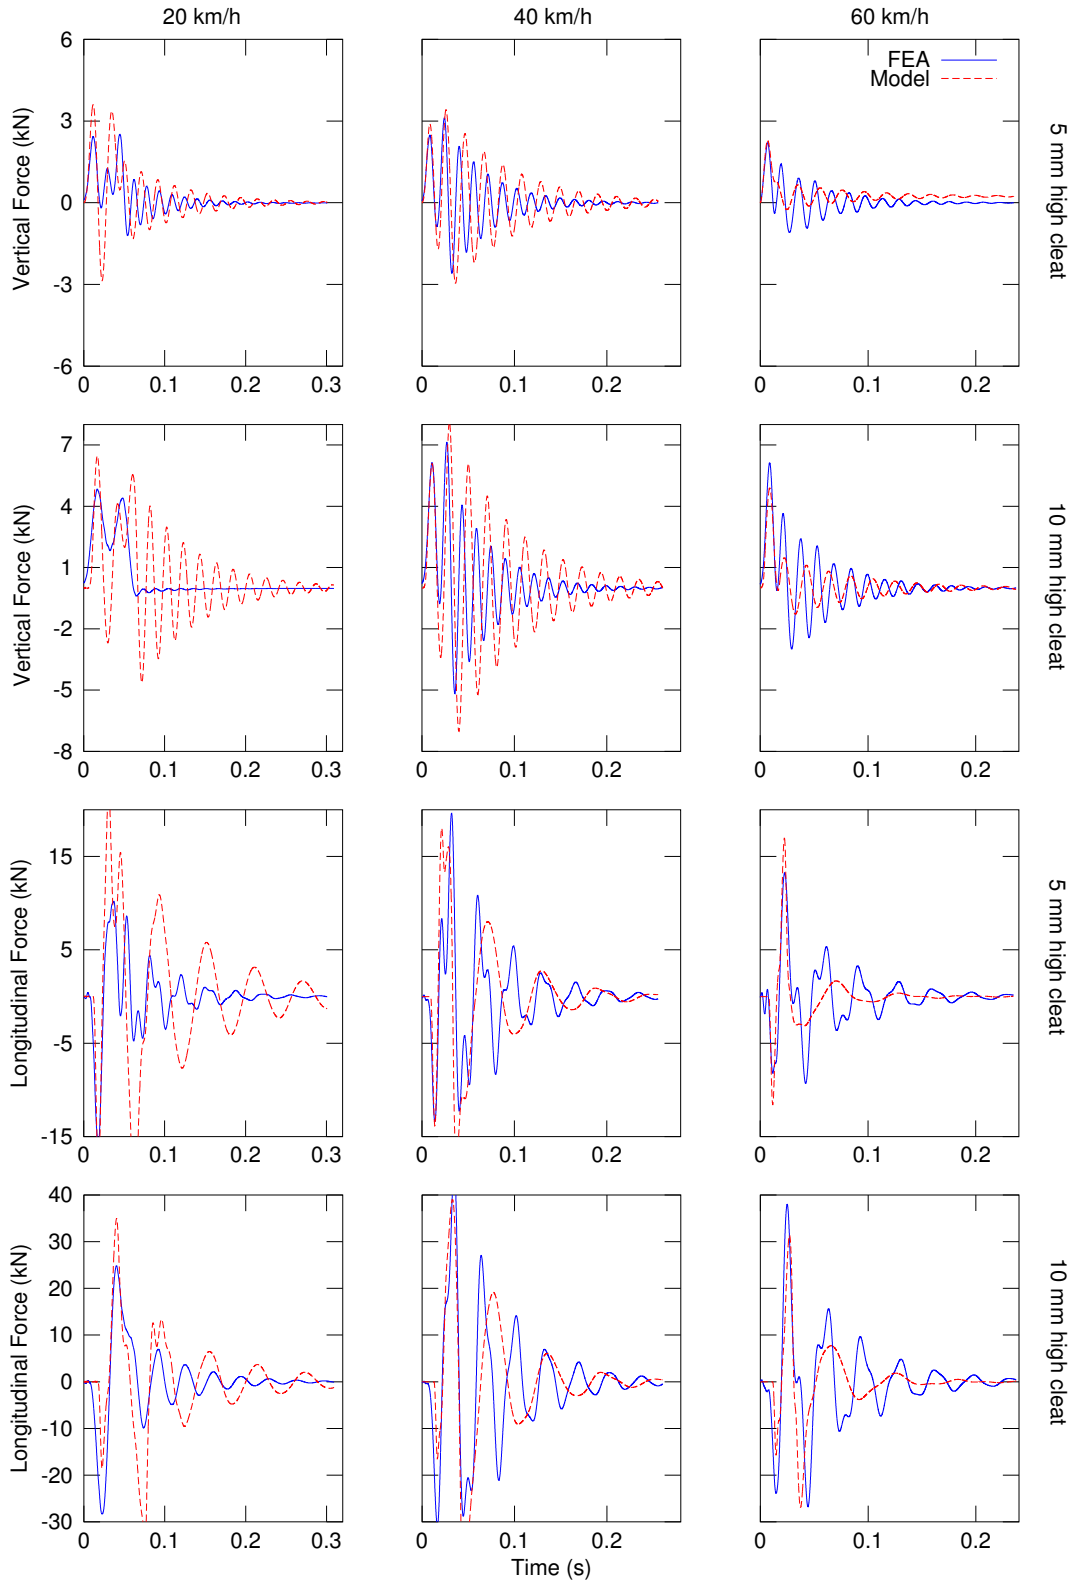 20 km/h 40 km/h 60 km/h
FEA
Model
6
3
0
-3
-6
Vertical Force (kN)
5 mm high cleat
0 0.1 0.2 0.3 0 0.1 0.2 0 0.1 0.2
7
4
1
-2
-5
-8
Vertical Force (kN)
10 mm high cleat
0 0.1 0.2 0.3 0 0.1 0.2 0 0.1 0.2
15
5
-5
-15
Longitudinal Force (kN)
5 mm high cleat
0 0.1 0.2 0.3 0 0.1 0.2 0 0.1 0.2
40
30
20
10
0
-10
-20
-30
Longitudinal Force (kN)
10 mm high cleat
0 0.1 0.2 0.3 0 0.1 0.2 0 0.1 0.2
Time (s)